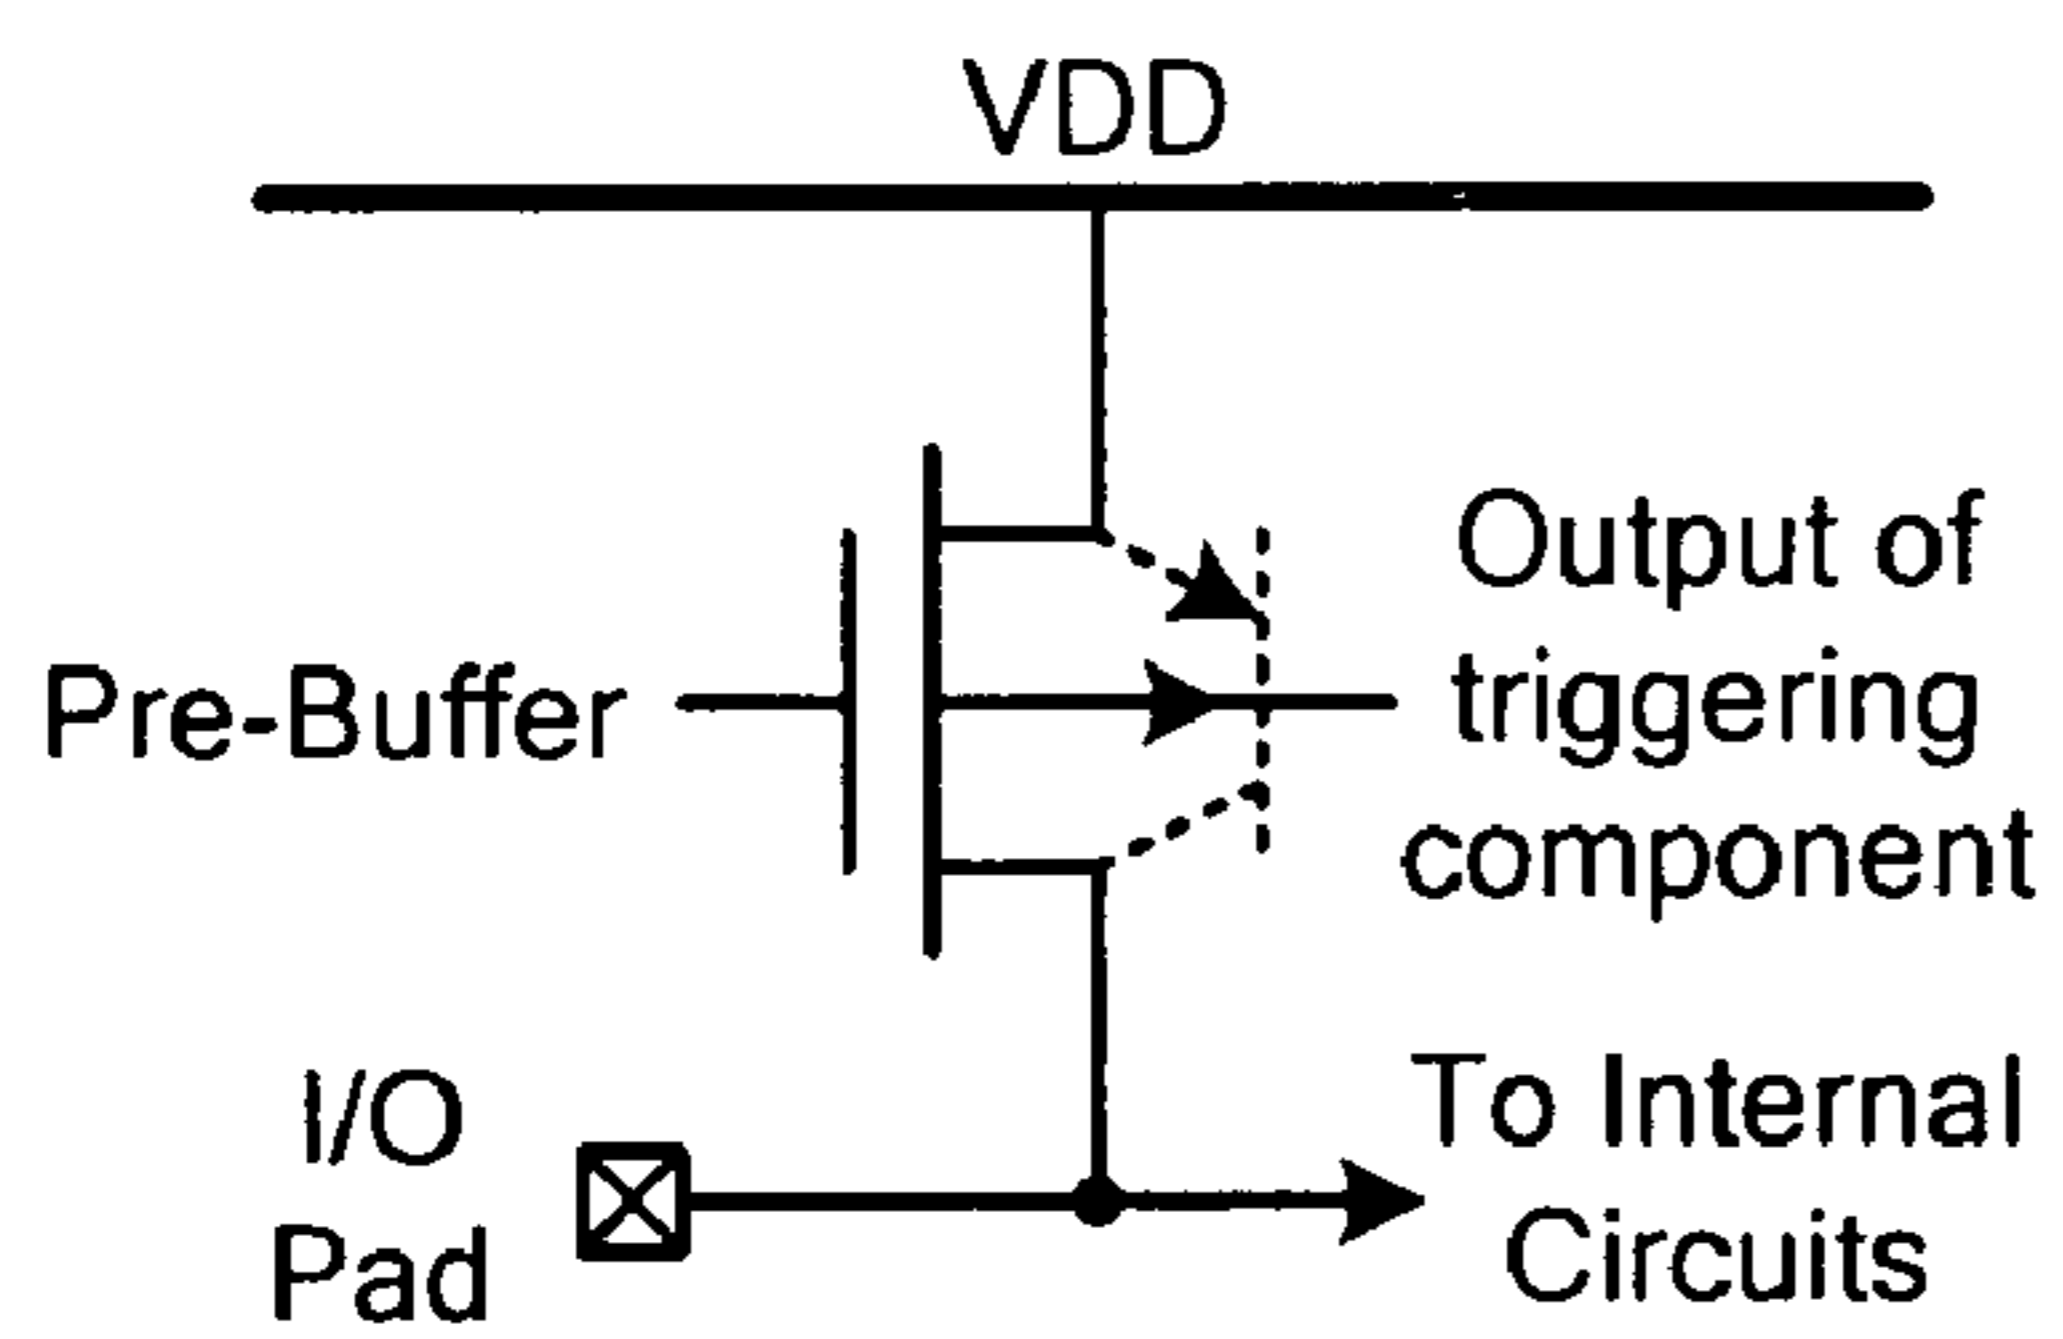 VDD
Output of
triggering
component
Pre-Buffer
I/O
Pad
To Internal
Circuits